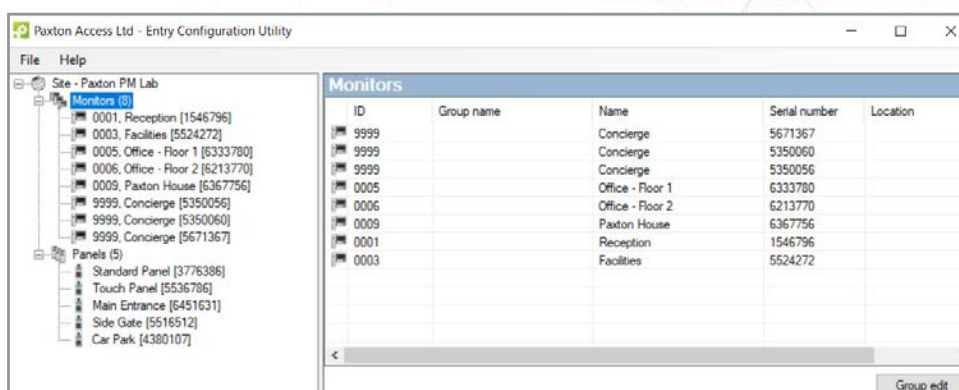 Paxton Access Ltd - Entry Configuration Utility
File Help
Site - Paxton PM Lab
Monitors (8)
0001, Reception [1546796]
0003, Facilities [5524272]
0005, Office - Floor 1 [6333780]
0006, Office - Floor 2 [6213770]
0009, Paxton House [6367756]
9999, Concierge [5350056]
9999, Concierge [5350060]
9999, Concierge [5671367]
Panels (5)
Standard Panel [3776386]
Touch Panel [5536786]
Main Entrance [6451631]
Side Gate [5516512]
Car Park [4380107]
Monitors
ID Group name Name Serial number Location
9999 Concierge 5671367
9999 Concierge 5350060
9999 Concierge 5350056
0005 Office - Floor 1 6333780
0006 Office - Floor 2 6213770
0009 Paxton House 6367756
0001 Reception 1546796
0003 Facilities 5524272
Group edit